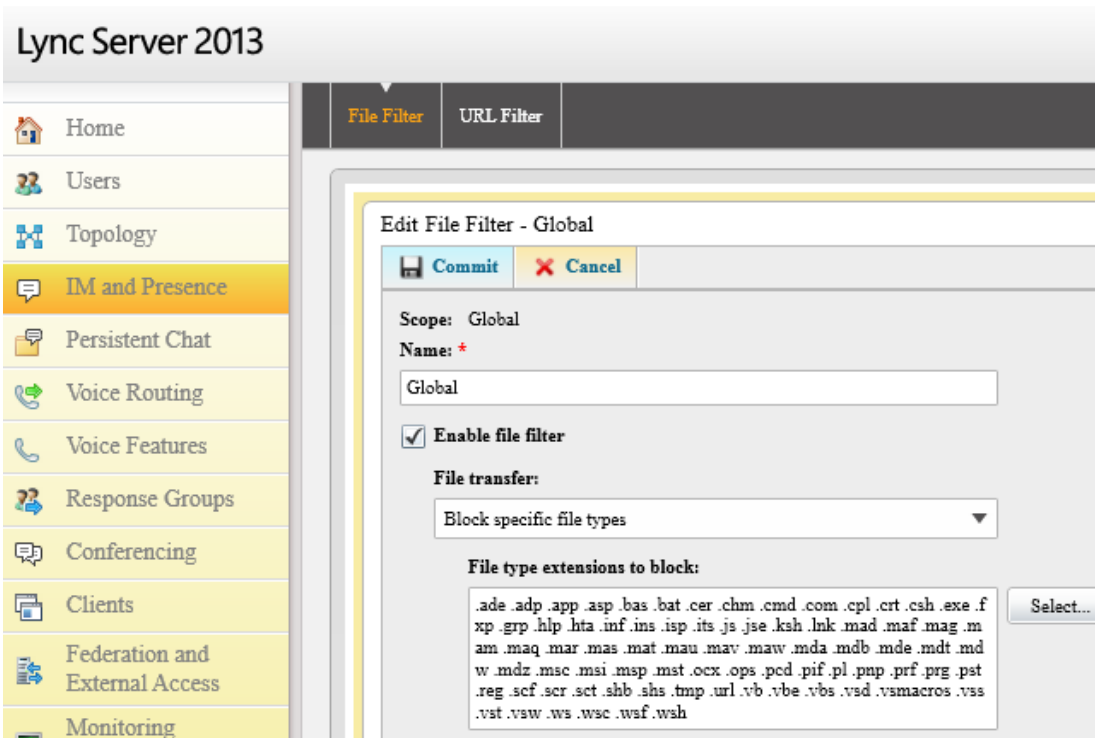 Lync Server 2013
Home
Users
Topology
IM and Presence
Persistent Chat
Voice Routing
Voice Features
Response Groups
Conferencing
Clients
Federation and
External Access
Monitoring
File Filter
URL Filter
Edit File Filter - Global
Commit
Cancel
Scope: Global
Name: *
Global
Enable file filter
File transfer:
Block specific file types
File type extensions to block:
.ade .adp .app .asp .bas .bat .cer .chm .cmd .com .cpl .crt .csh .exe .f
xp .grp .hlp .hta .inf .ins .isp .its .js .jse .ksh .lnk .mad .maf .mag .m
am .maq .mar .mas .mat .mau .mav .maw .mda .mdb .mde .mdt .md
w .mdz .msc .msi .msp .mst .ocx .ops .pcd .pif .pl .pnp .prf .prg .pst
.reg .scf .scr .sct .shb .shs .tmp .url .vb .vbe .vbs .vsd .vsmacros .vss
.vst .vsw .ws .wsc .wsf .wsh
Select...